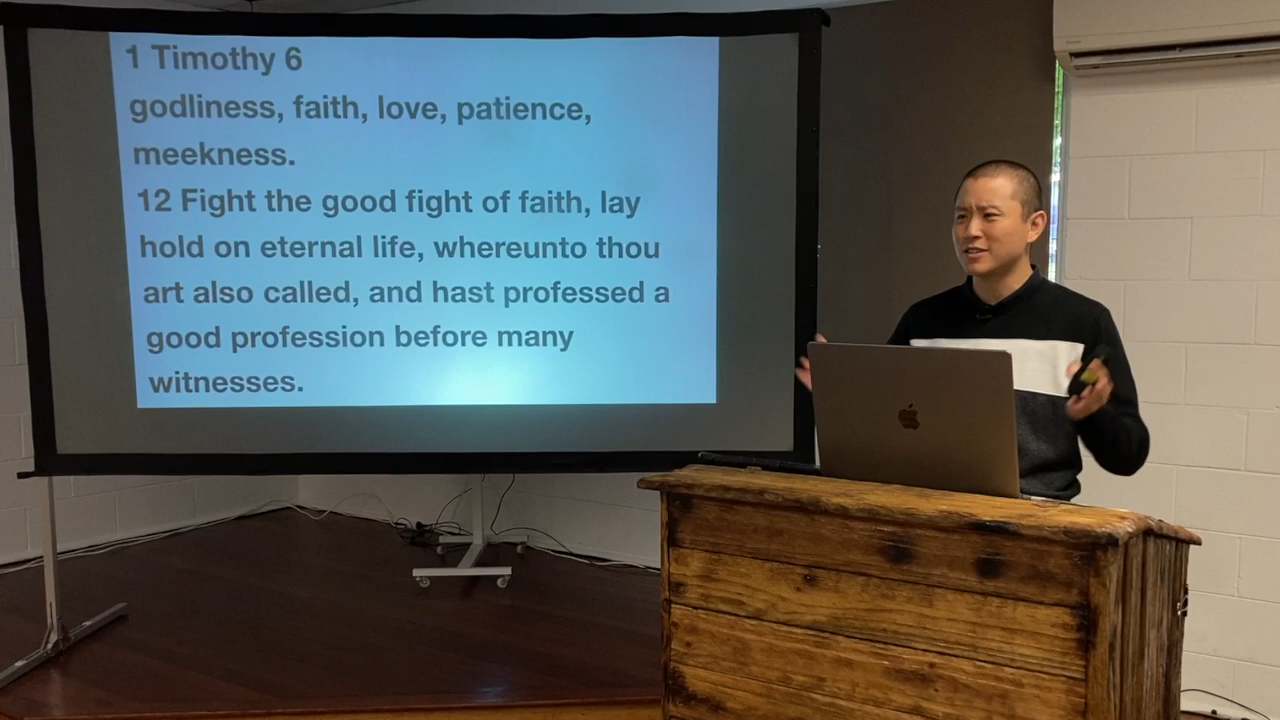 1 Timothy 6
godliness, faith, love, patience,
meekness.
12 Fight the good fight of faith, lay
hold on eternal life, whereunto thou
art also called, and hast professed a
good profession before many
witnesses.